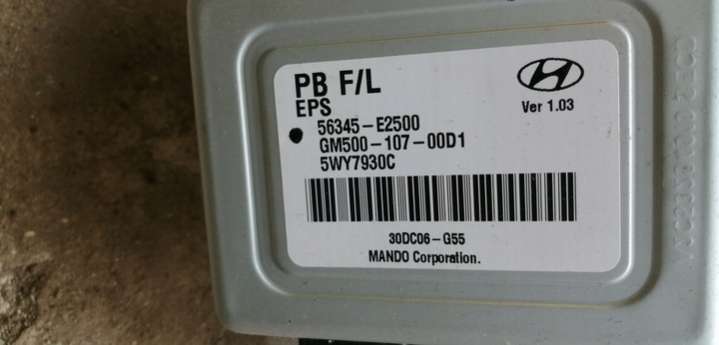 PB F/L
EPS
Ver 1.03
56345-E2500
GM500-107-00D1
5WY7930C
30DC06-G55
MANDO Corporation.